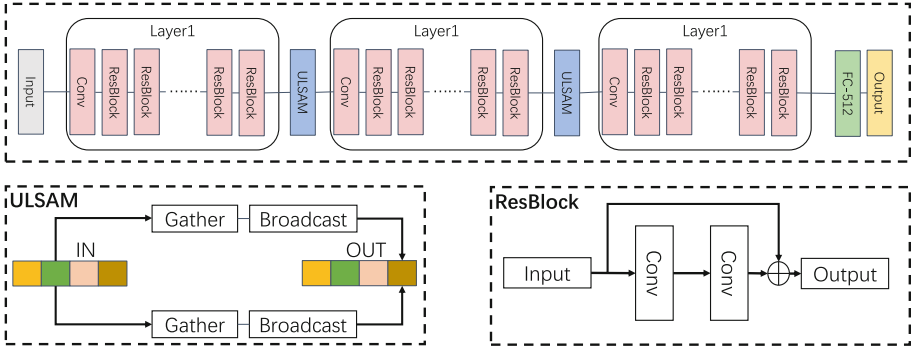 Layer1
Layer1
Layer1
Input
Conv
ResBlock
ResBlock
......
ResBlock
ResBlock
ULSAM
Conv
ResBlock
ResBlock
......
ResBlock
ResBlock
ULSAM
Conv
ResBlock
ResBlock
......
ResBlock
ResBlock
FC-512
Output
ULSAM
Gather
Broadcast
IN
OUT
Gather
Broadcast
ResBlock
Input
Conv
Conv
Output